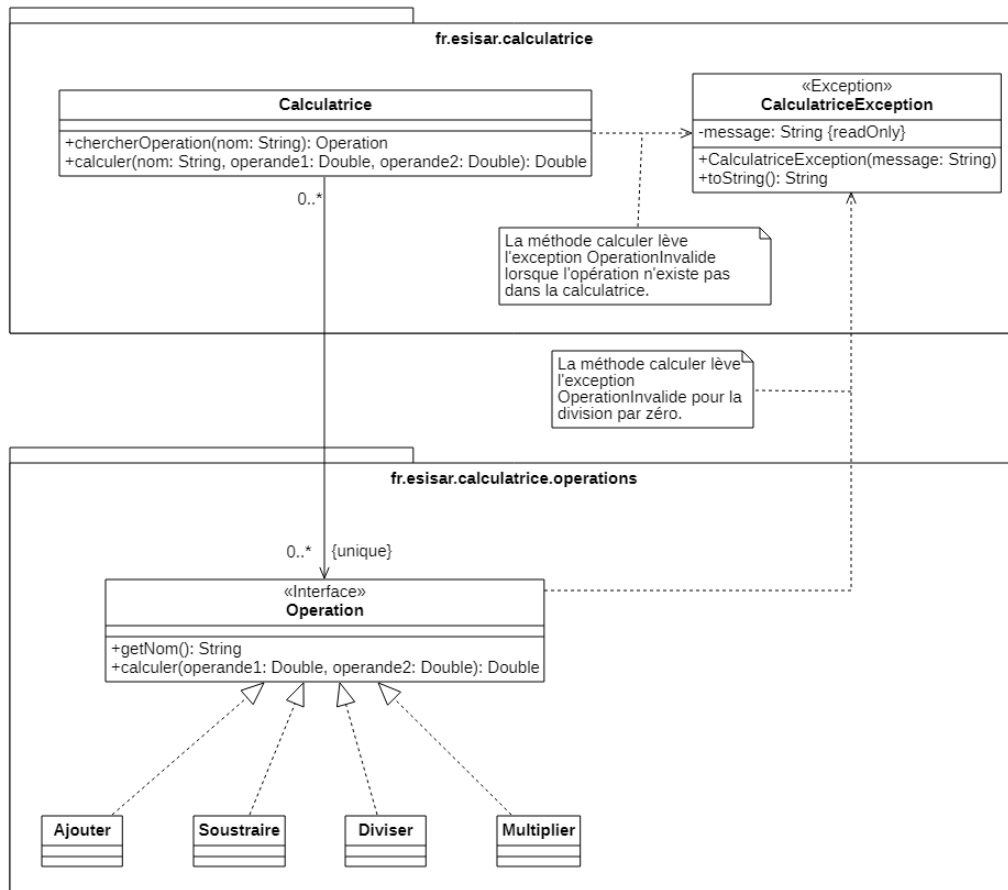 fr.esisar.calculatrice
Calculatrice
+chercherOperation(nom: String): Operation
+calculer(nom: String, operande1: Double, operande2: Double): Double
«Exception»
CalculatriceException
-message: String {readOnly}
+CalculatriceException(message: String)
+toString(): String
0..*
La méthode calculer lève
l'exception OperationInvalide
lorsque l'opération n'existe pas
dans la calculatrice.
La méthode calculer lève
l'exception
OperationInvalide pour la
division par zéro.
fr.esisar.calculatrice.operations
0..* {unique}
«Interface»
Operation
+getNom(): String
+calculer(operande1: Double, operande2: Double): Double
Ajouter
Soustraire
Diviser
Multiplier